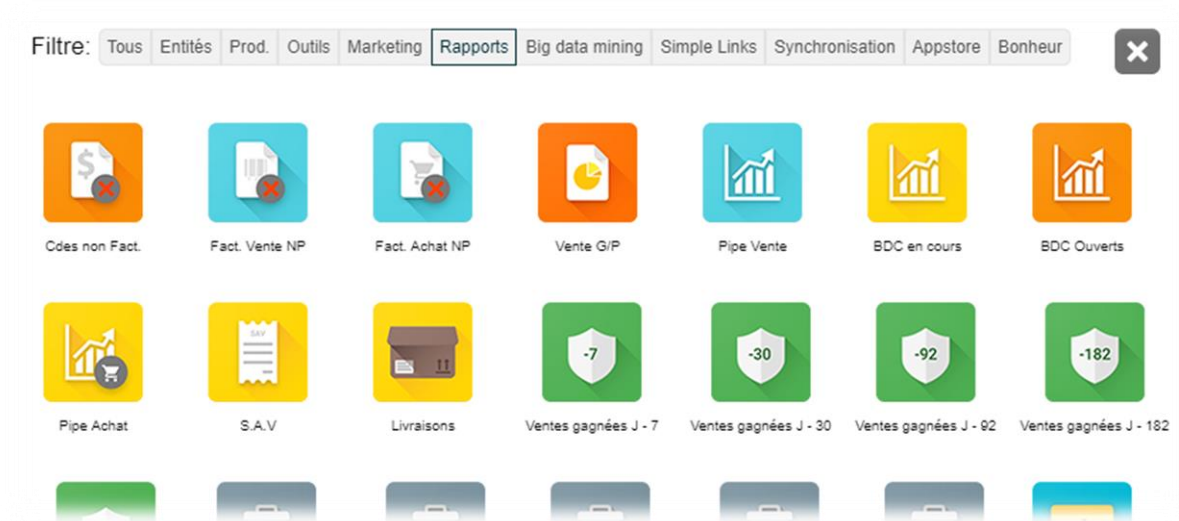 Filtre: Tous Entités Prod. Outils Marketing Rapports Big data mining Simple Links Synchronisation Appstore Bonheur
$
Cdes non Fact. Fact. Vente NP Fact. Achat NP Vente G/P Pipe Vente BDC en cours BDC Ouverts
SAV -7 -30 -92 -182
Pipe Achat S.A.V Livraisons Ventes gagnées J - 7 Ventes gagnées J - 30 Ventes gagnées J - 92 Ventes gagnées J - 182